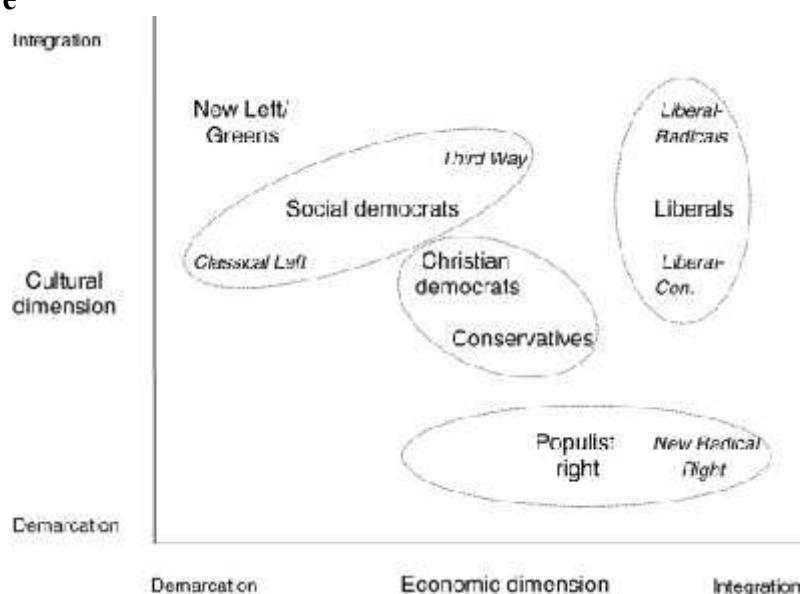 e
Integration
New Left/
Greens
Third Way
Social democrats
Classical Left
Liberal-
Radicals
Liberals
Liberal-
Con.
Cultural
dimension
Christian
democrats
Conservatives
Populist
right
New Radical
Right
Demarcation
Demarcation
Economic dimension
Integration